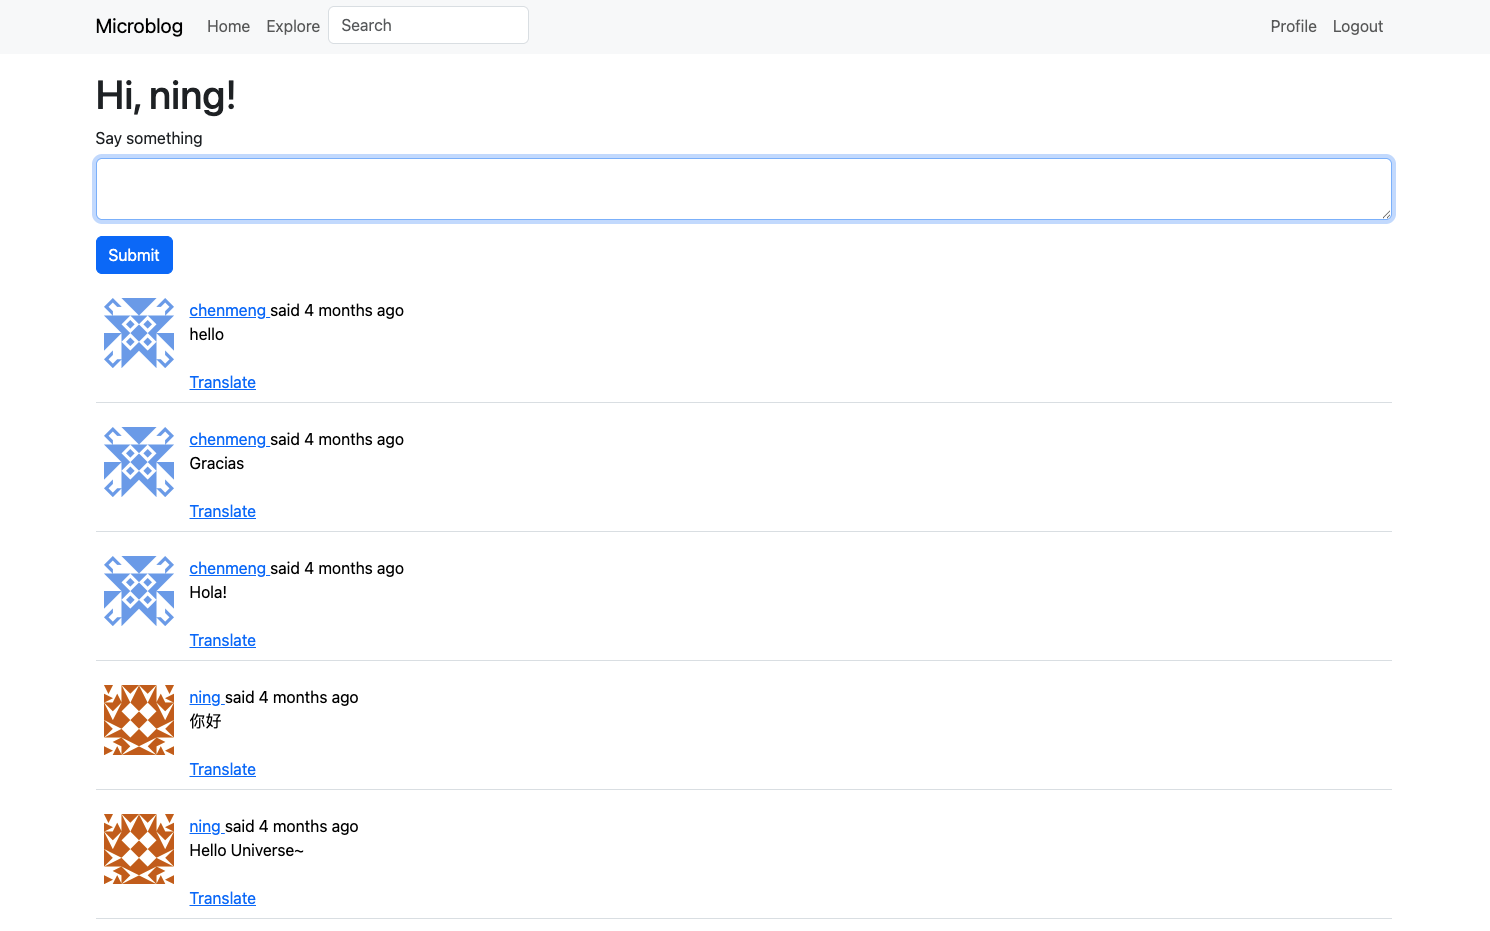 Microblog Home Explore Search Profile Logout
Hi, ning!
Say something
Submit
chenmeng said 4 months ago
hello
Translate
chenmeng said 4 months ago
Gracias
Translate
chenmeng said 4 months ago
Hola!
Translate
ning said 4 months ago
你好
Translate
ning said 4 months ago
Hello Universe~
Translate